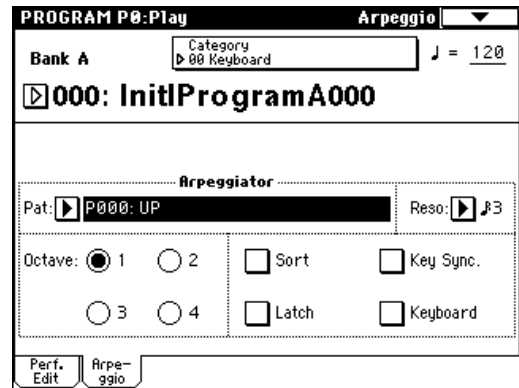 PROGRAM P0:Play Arpeggio
Bank A
Category
00 Keyboard
♩ = 120
000: InitlProgramA000
Arpeggiator
Pat: P000: UP
Reso: ♪3
Octave: 1 2 Sort Key Sync.
3 4 Latch Keyboard
Perf. Edit
Arpe-ggio